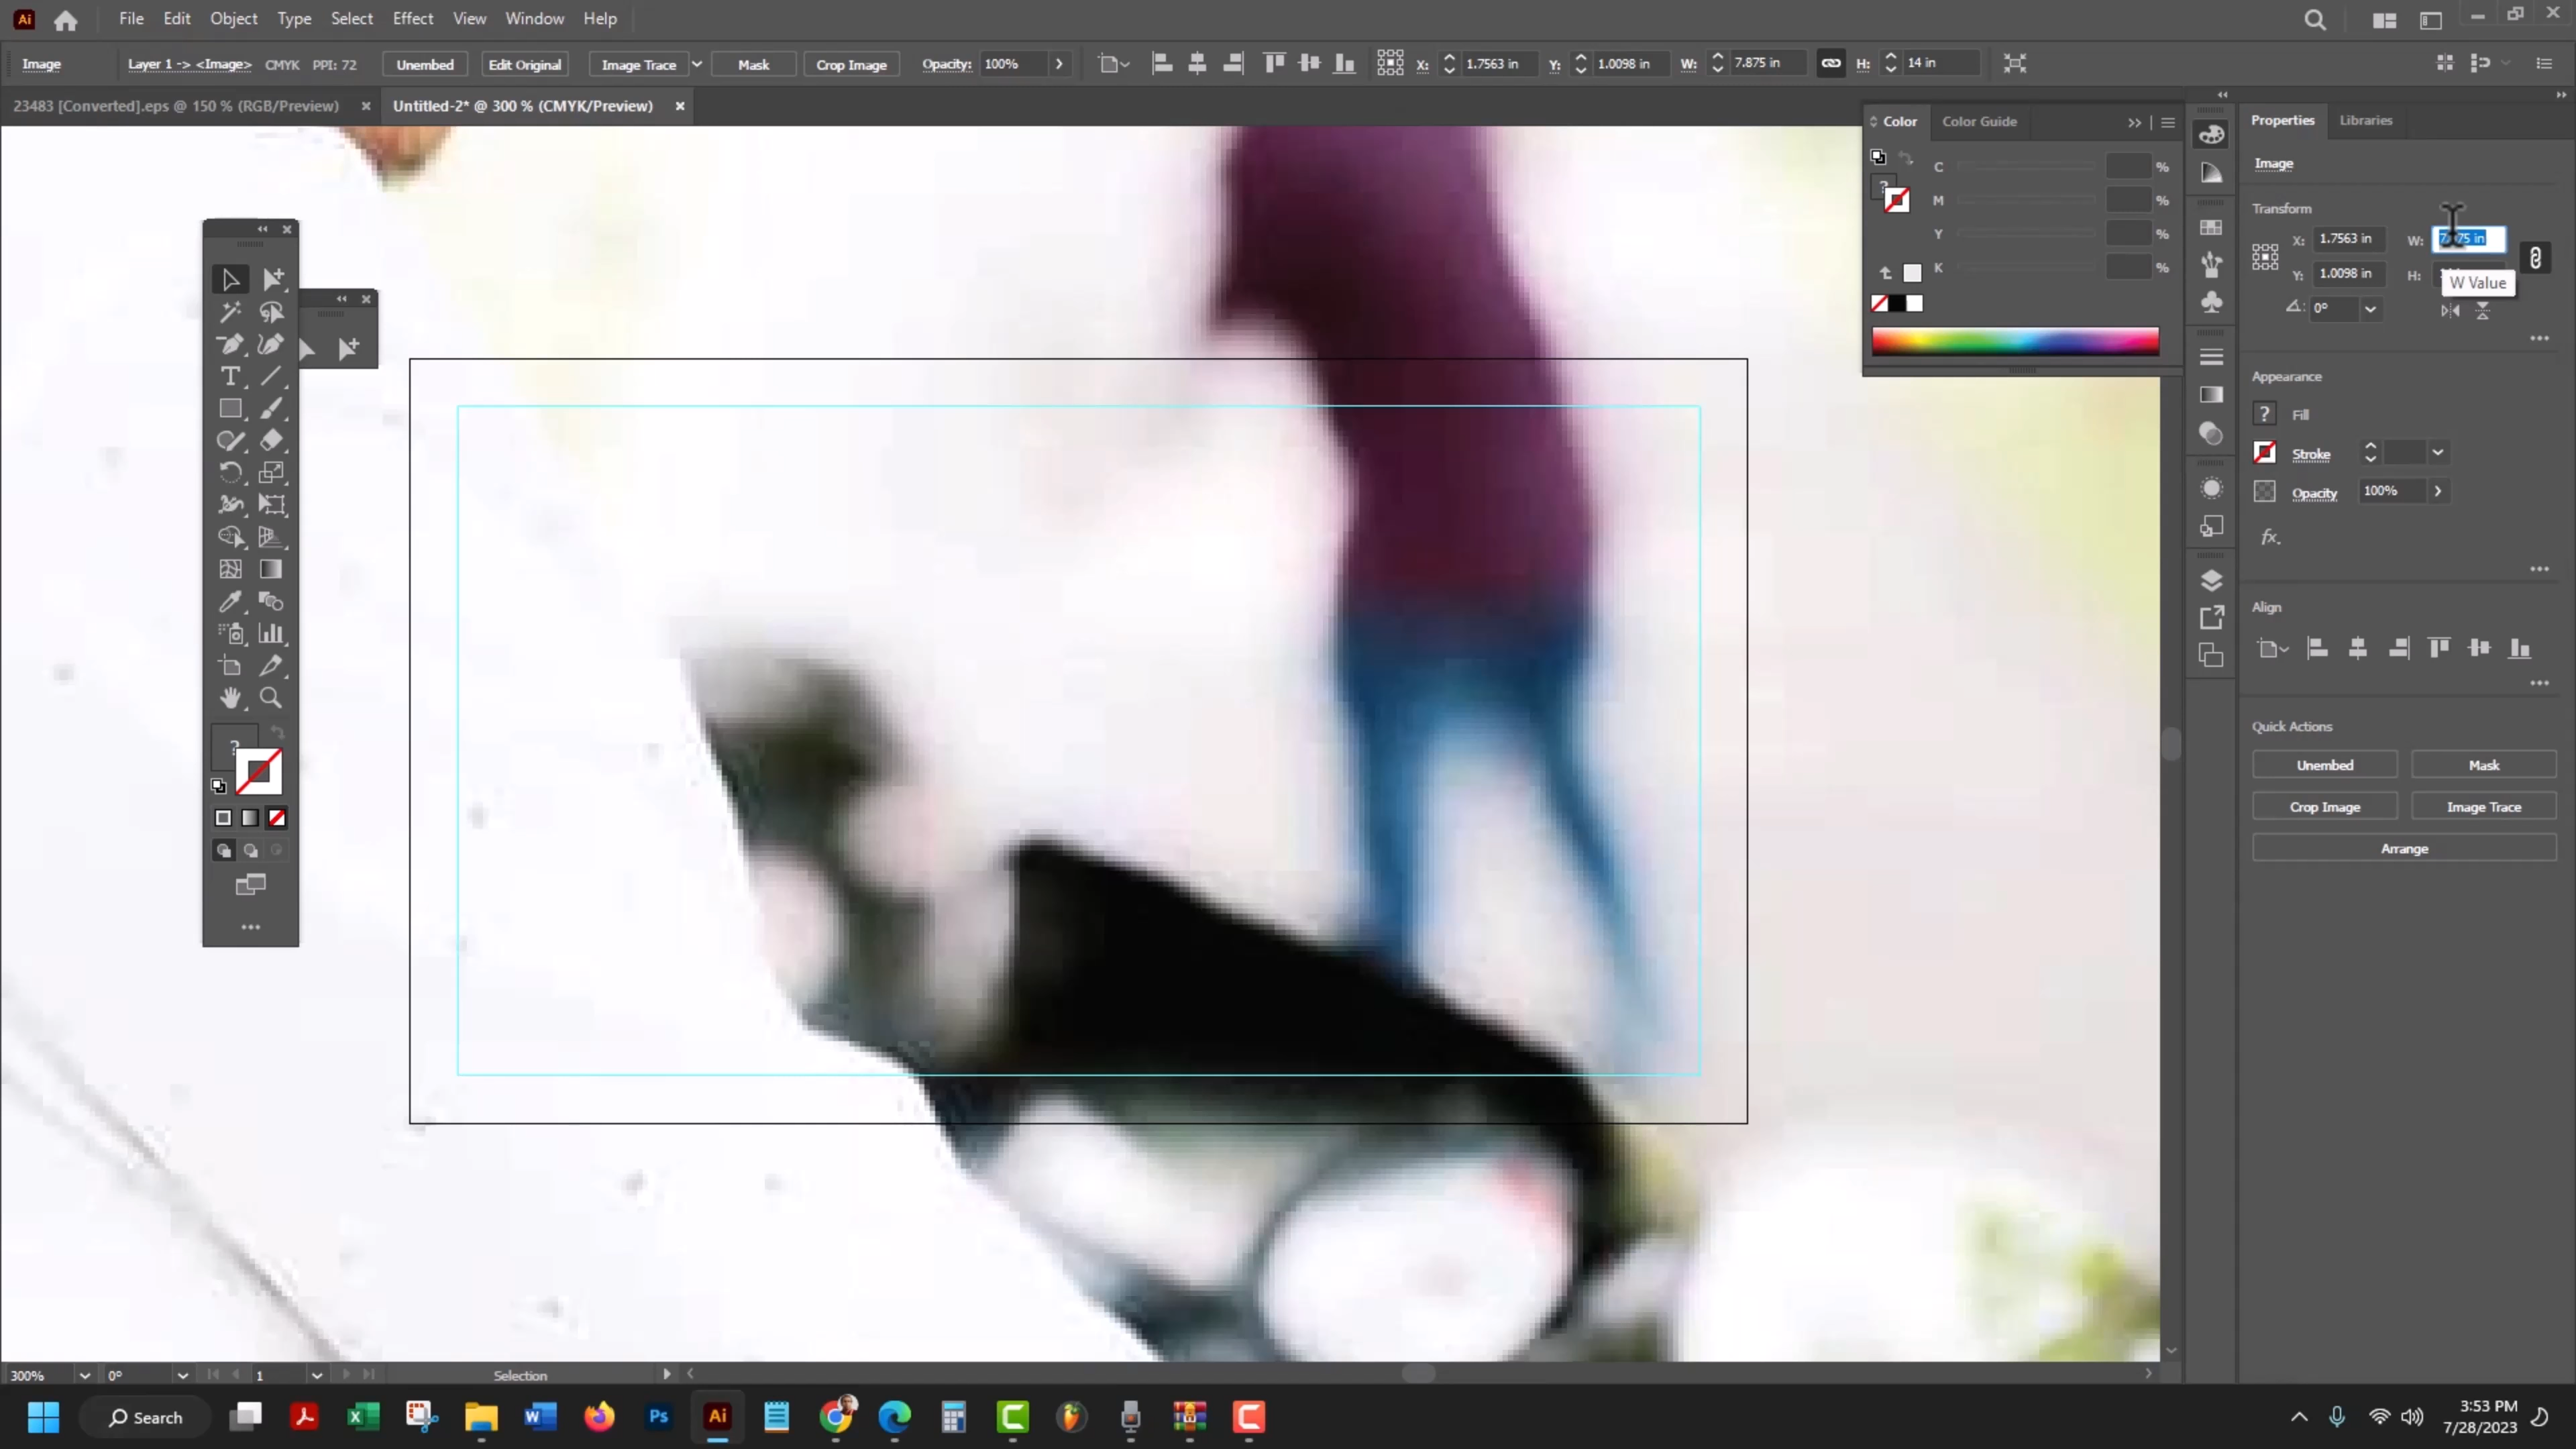 Ai File Edit Object Type Select Effect View Window Help
Image Layer 1 -> <Image> CMYK PPI: 72 Unembed Edit Original Image Trace Mask Crop Image Opacity: 100% X: 1.7563 in Y: 1.0098 in W: 7.875 in H: 14 in
23483 [Converted].eps @ 150 % (RGB/Preview) × Untitled-2* @ 300 % (CMYK/Preview) ×
Color Color Guide
C %
M %
Y %
K %
?
Properties Libraries
Image
Transform
X: 1.7563 in W:
Y: 1.0098 in H:
W Value
0°
Appearance
? Fill
Stroke
Opacity 100%
fx.
Align
Quick Actions
Unembed Mask
Crop Image Image Trace
Arrange
T
?
300% 0° 1 Selection
Search Ps Ai
3:53 PM
7/28/2023